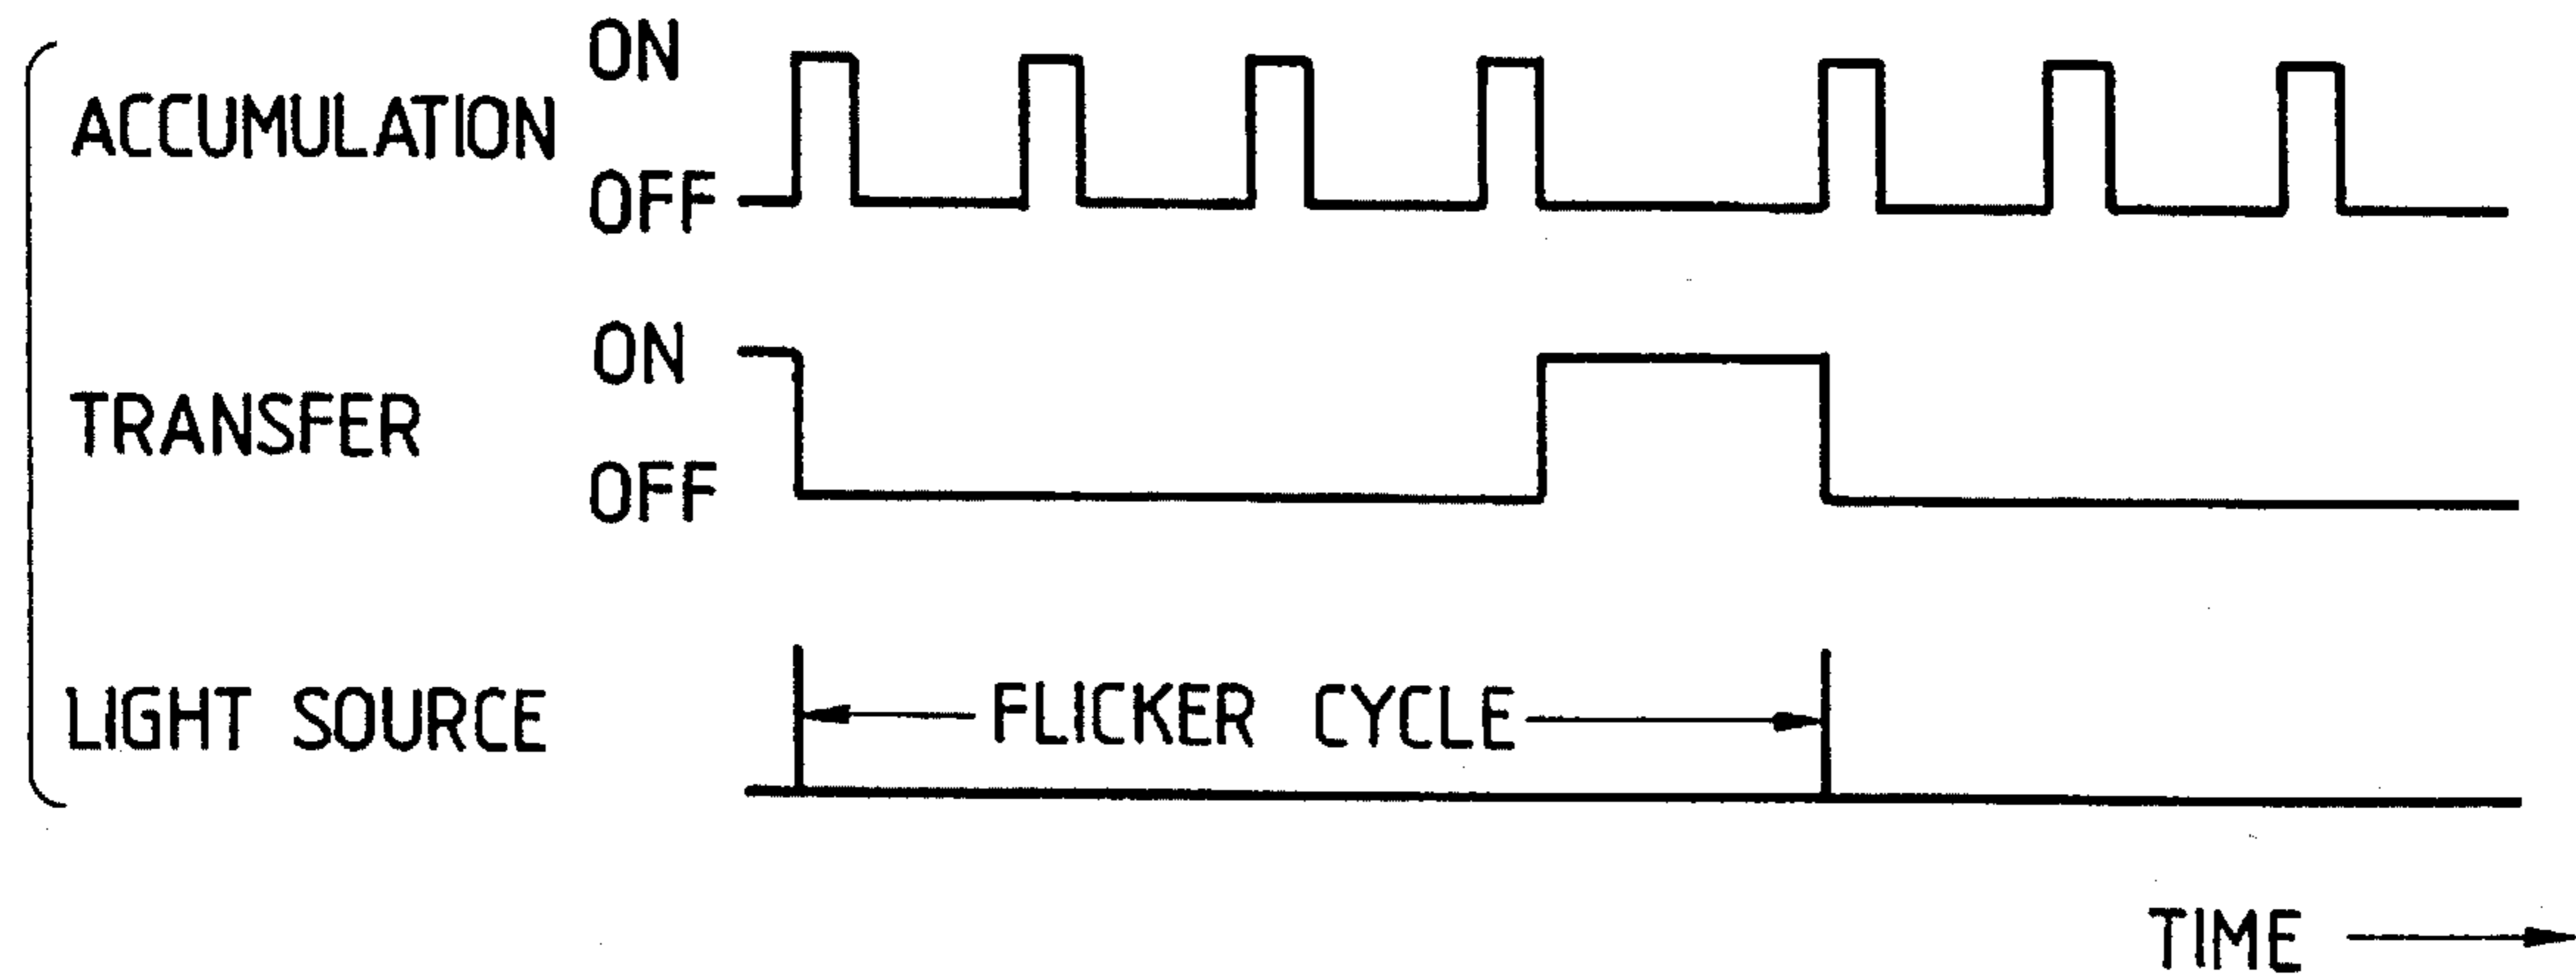 ON
ACCUMULATION
OFF
ON
TRANSFER
OFF
LIGHT SOURCE
FLICKER CYCLE
TIME